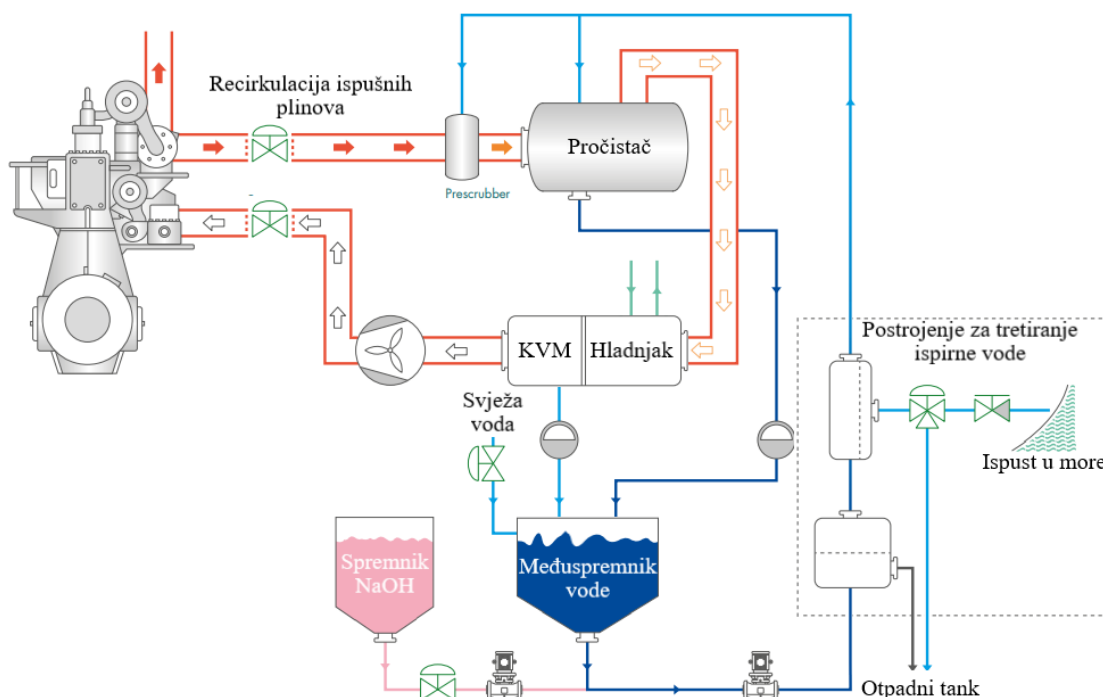 Recirkulacija ispušnih
plinova
Pročistač
Prescrubber
KVM
Hladnjak
Postrojenje za tretiranje
ispirne vode
Svježa
voda
Ispust u more
Spremnik
NaOH
Međuspremnik
vode
Otpadni tank